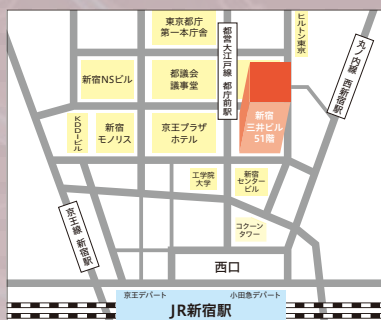 東京都庁
第一本庁舎
ヒルトン東京
都営大江戸線 都庁前駅
丸ノ内線 西新宿駅
新宿NSビル
都議会
議事堂
新宿
三井ビル
51階
KDDIビル
新宿
モノリス
京王プラザ
ホテル
工学院
大学
新宿
センター
ビル
京王線 新宿駅
コクーン
タワー
西口
京王デパート
小田急デパート
JR新宿駅